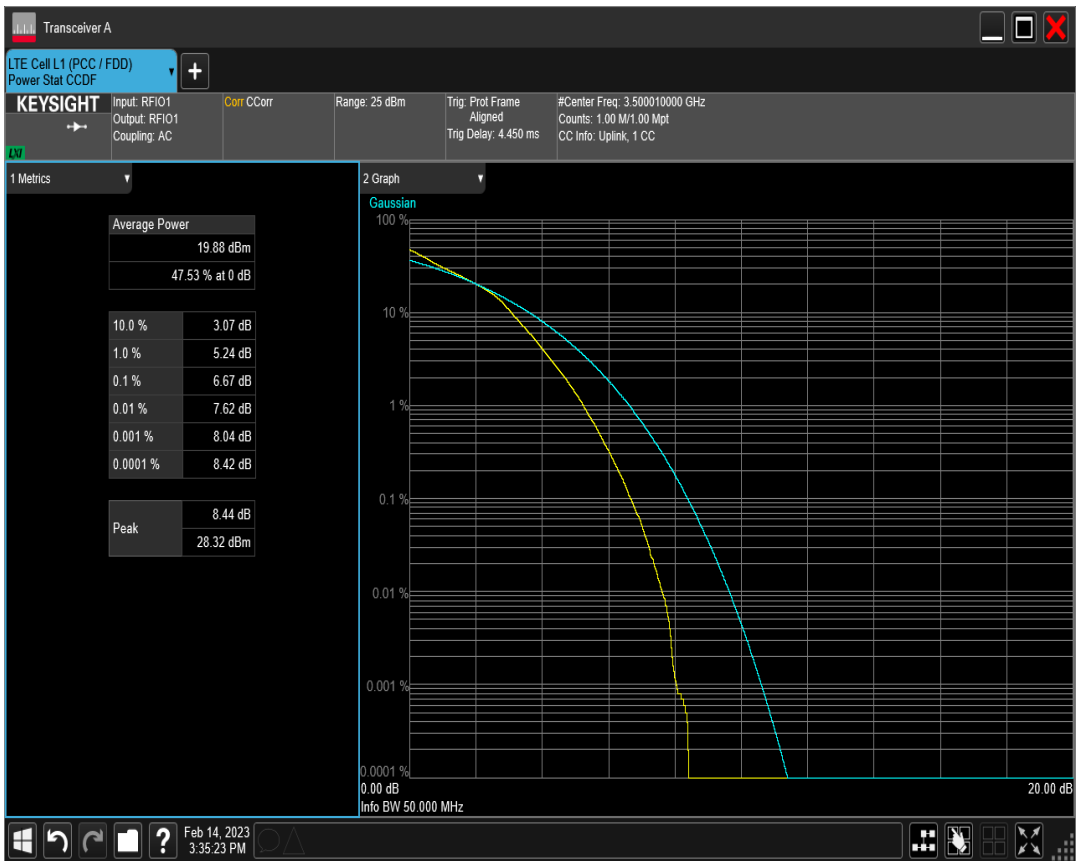 Transceiver A
LTE Cell L1 (PCC / FDD)
Power Stat CCDF
+
KEYSIGHT
LXI
Input: RFIO1
Output: RFIO1
Coupling: AC
Corr CCorr
Range: 25 dBm
Trig: Prot Frame
Aligned
Trig Delay: 4.450 ms
#Center Freq: 3.500010000 GHz
Counts: 1.00 M/1.00 Mpt
CC Info: Uplink, 1 CC
1 Metrics
Average Power
19.88 dBm
47.53 % at 0 dB
10.0 % 3.07 dB
1.0 % 5.24 dB
0.1 % 6.67 dB
0.01 % 7.62 dB
0.001 % 8.04 dB
0.0001 % 8.42 dB
Peak
8.44 dB
28.32 dBm
2 Graph
Gaussian
100 %
10 %
1 %
0.1 %
0.01 %
0.001 %
0.0001 %
0.00 dB 20.00 dB
Info BW 50.000 MHz
?
Feb 14, 2023
3:35:23 PM